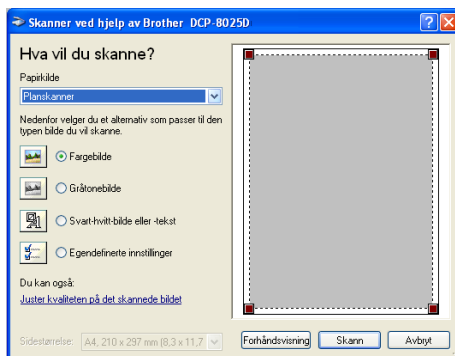 Skanner ved hjelp av Brother DCP-8025D
Hva vil du skanne?
Papirkilde
Planskanner
Nedenfor velger du et alternativ som passer til den
typen bilde du vil skanne.
Fargebilde
Gråtonebilde
Svart-hvitt-bilde eller -tekst
Egendefinerte innstillinger
Du kan også:
Juster kvaliteten på det skannede bildet
Sidestørrelse: A4, 210 x 297 mm (8,3 x 11,7
Forhåndsvisning Skann Avbryt